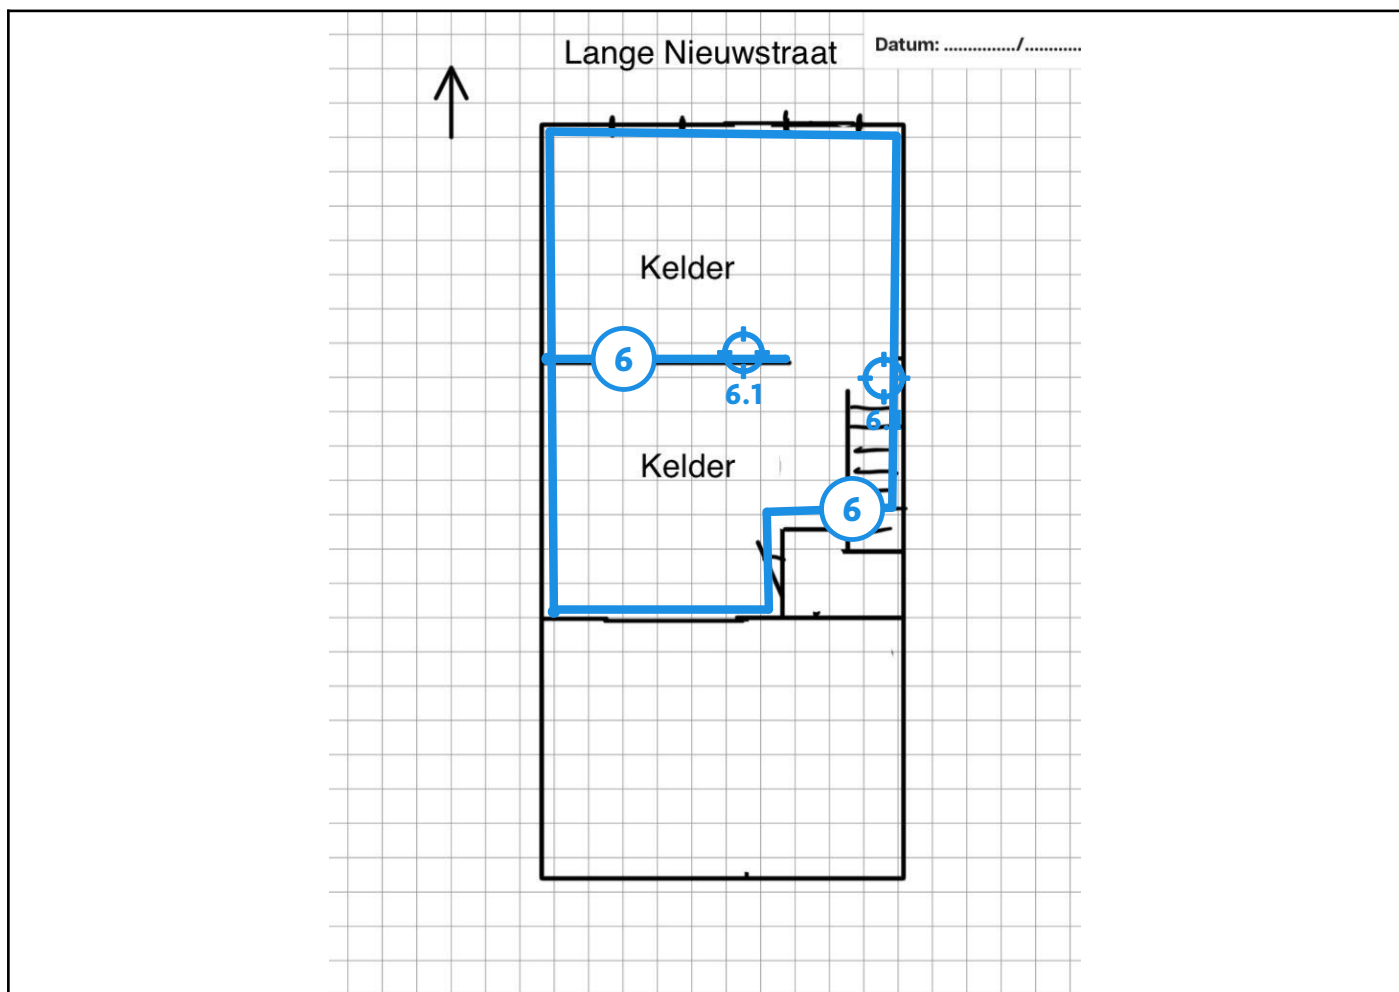 Lange Nieuwstraat
Datum: .............../............
Kelder
6
6.1
Kelder
6